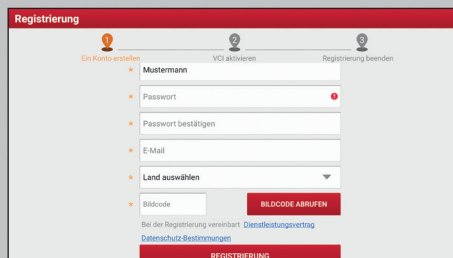 Registrierung
1 2 3
Ein Konto erstellen VCI aktivieren Registrierung beenden
* Mustermann
* Passwort
* Passwort bestätigen
* E-Mail
* Land auswählen
* Bildcode BILDCODE ABRUFEN
Bei der Registrierung vereinbart Dienstleistungsvertrag
Datenschutz-Bestimmungen
REGISTRIERUNG